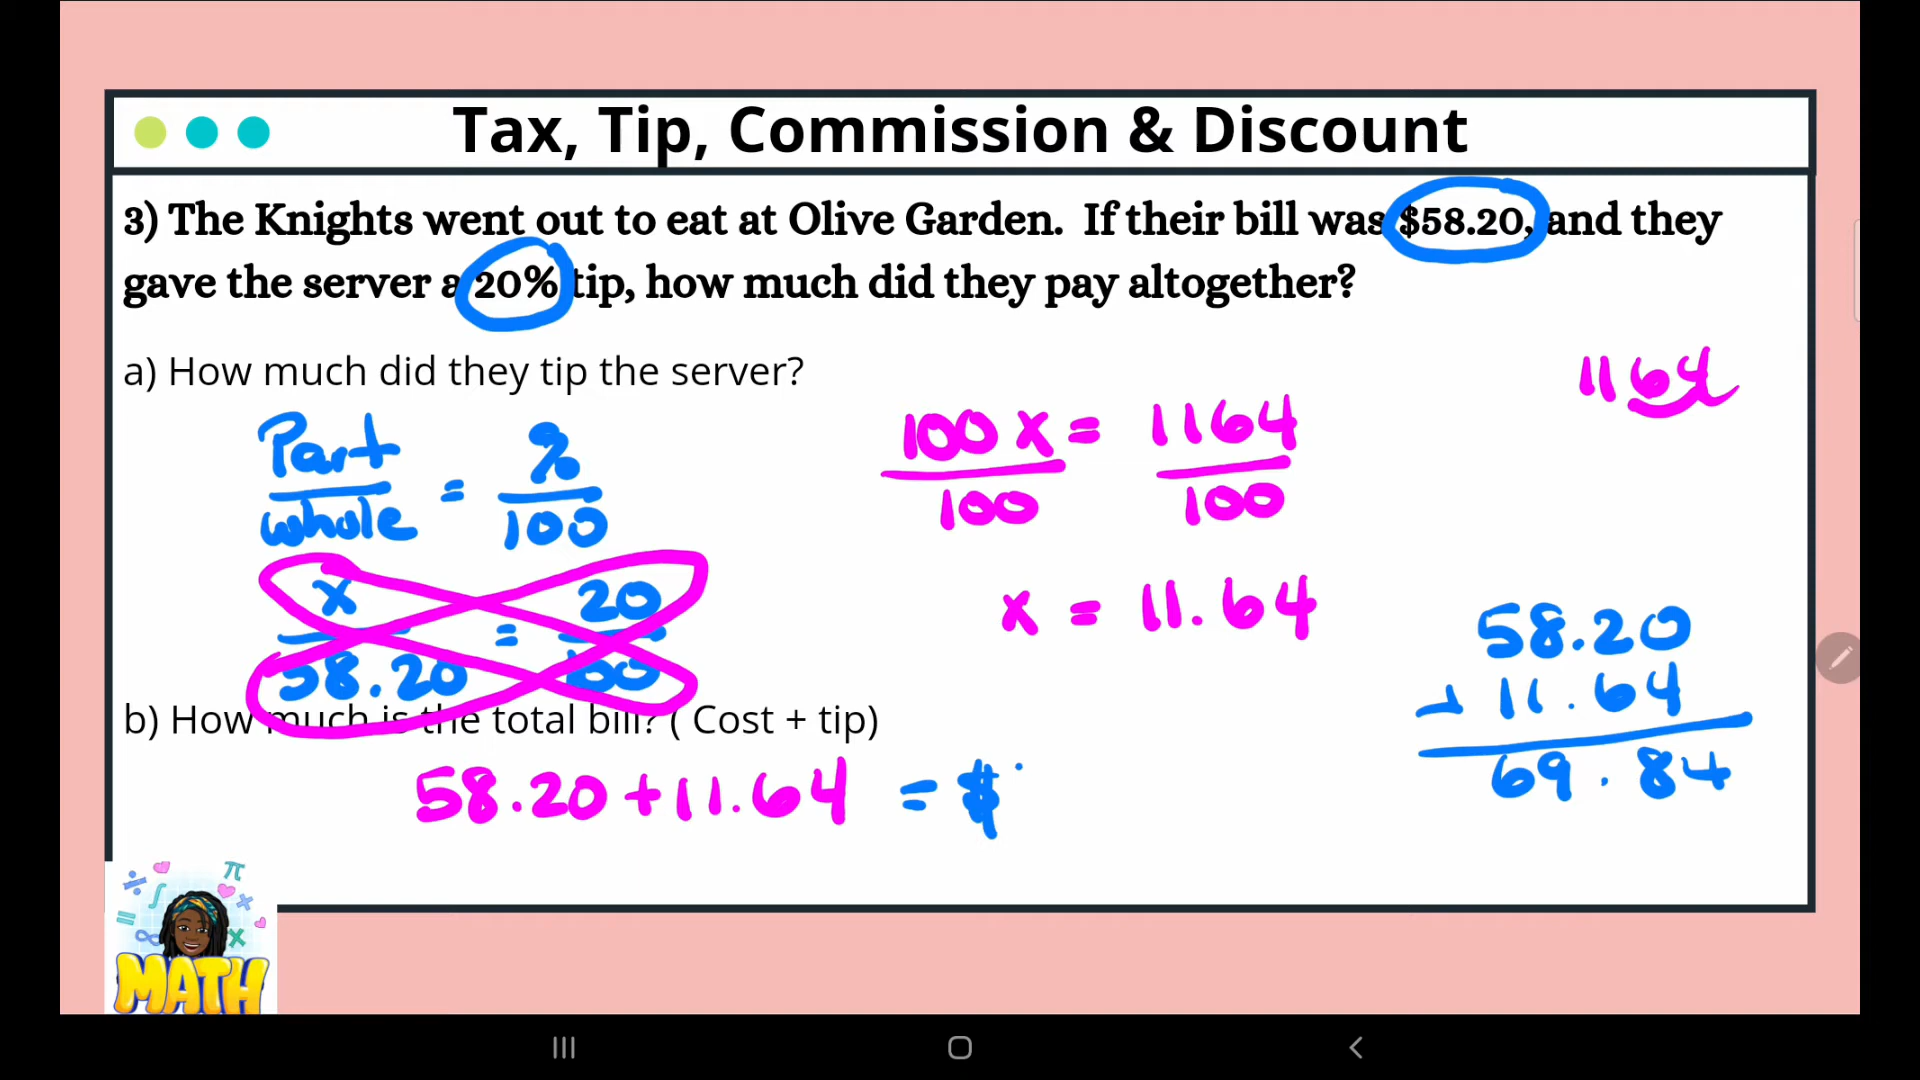 Tax, Tip, Commission & Discount
3) The Knights went out to eat at Olive Garden. If their bill was $58.20, and they
gave the server a 20% tip, how much did they pay altogether?
a) How much did they tip the server?
1164
Part/whole = %/100
100x/100 = 1164/100
x/58.20 = 20/100
x = 11.64
58.20
+ 11.64
69.84
b) How much is the total bill? ( Cost + tip)
58.20 + 11.64 = $
MATH